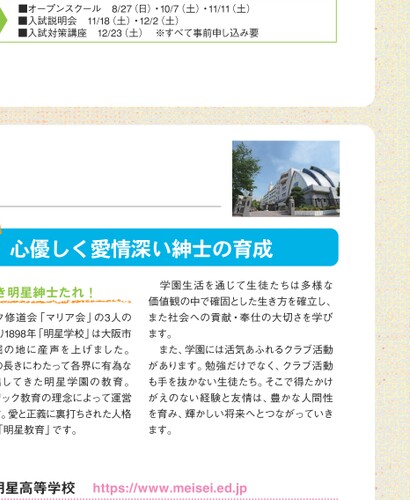 ■オープンスクール 8/27（日）・10/7（土）・11/11（土）
■入試説明会 11/18（土）・12/2（土）
■入試対策講座 12/23（土） ※すべて事前申し込み要
心優しく愛情深い紳士の育成
き明星紳士たれ！
ク修道会「マリア会」の3人の
り1898年「明星学校」は大阪市
の地に産声を上げました。
の長きにわたって各界に有為な
してきた明星学園の教育。
リック教育の理念によって運営
。愛と正義に裏打ちされた人格
「明星教育」です。
学園生活を通じて生徒たちは多様な
価値観の中で確固とした生き方を確立し、
また社会への貢献・奉仕の大切さを学び
ます。
また、学園には活気あふれるクラブ活動
があります。勉強だけでなく、クラブ活動
も手を抜かない生徒たち。そこで得たかけ
がえのない経験と友情は、豊かな人間性
を育み、輝かしい将来へとつながっていき
ます。
明星高等学校 https://www.meisei.ed.jp